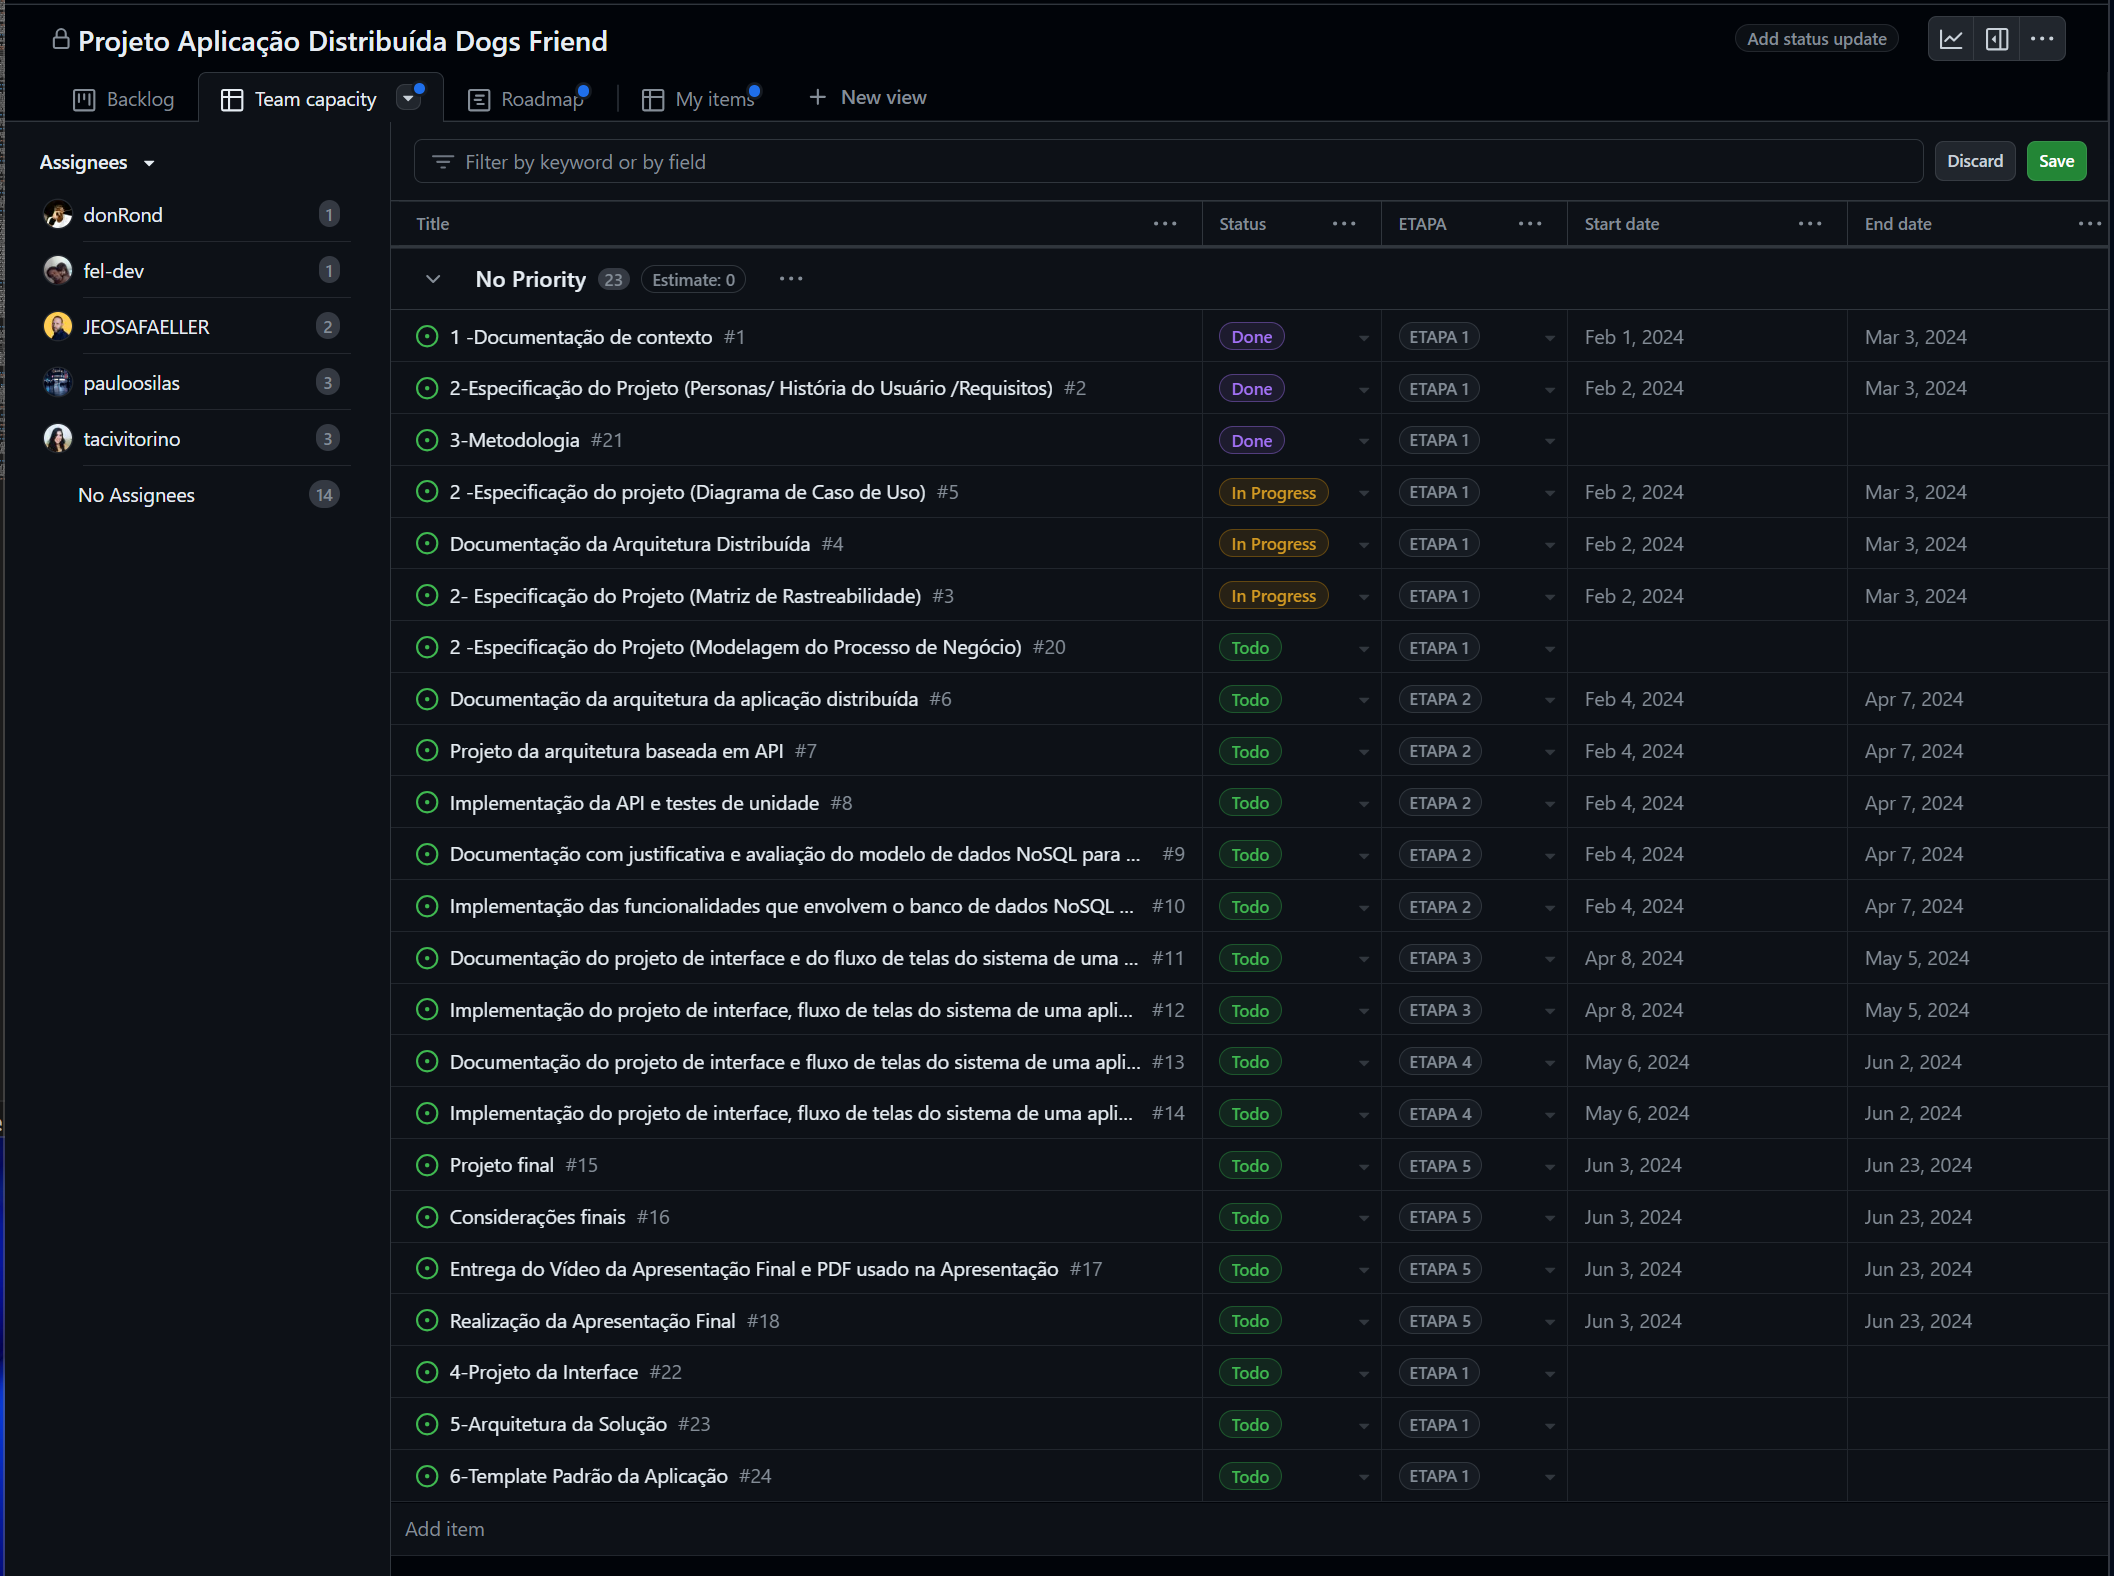 Projeto Aplicação Distribuída Dogs Friend
Add status update
Backlog
Team capacity
Roadmap
My items
New view
Assignees
donRond 1
fel-dev 1
JEOSAFAELLER 2
pauloosilas 3
tacivitorino 3
No Assignees 14
Filter by keyword or by field
Discard
Save
Title Status ETAPA Start date End date
No Priority 23 Estimate: 0
1 -Documentação de contexto #1 Done ETAPA 1 Feb 1, 2024 Mar 3, 2024
2-Especificação do Projeto (Personas/ História do Usuário /Requisitos) #2 Done ETAPA 1 Feb 2, 2024 Mar 3, 2024
3-Metodologia #21 Done ETAPA 1
2 -Especificação do projeto (Diagrama de Caso de Uso) #5 In Progress ETAPA 1 Feb 2, 2024 Mar 3, 2024
Documentação da Arquitetura Distribuída #4 In Progress ETAPA 1 Feb 2, 2024 Mar 3, 2024
2- Especificação do Projeto (Matriz de Rastreabilidade) #3 In Progress ETAPA 1 Feb 2, 2024 Mar 3, 2024
2 -Especificação do Projeto (Modelagem do Processo de Negócio) #20 Todo ETAPA 1
Documentação da arquitetura da aplicação distribuída #6 Todo ETAPA 2 Feb 4, 2024 Apr 7, 2024
Projeto da arquitetura baseada em API #7 Todo ETAPA 2 Feb 4, 2024 Apr 7, 2024
Implementação da API e testes de unidade #8 Todo ETAPA 2 Feb 4, 2024 Apr 7, 2024
Documentação com justificativa e avaliação do modelo de dados NoSQL para ... #9 Todo ETAPA 2 Feb 4, 2024 Apr 7, 2024
Implementação das funcionalidades que envolvem o banco de dados NoSQL ... #10 Todo ETAPA 2 Feb 4, 2024 Apr 7, 2024
Documentação do projeto de interface e do fluxo de telas do sistema de uma ... #11 Todo ETAPA 3 Apr 8, 2024 May 5, 2024
Implementação do projeto de interface, fluxo de telas do sistema de uma apli... #12 Todo ETAPA 3 Apr 8, 2024 May 5, 2024
Documentação do projeto de interface e fluxo de telas do sistema de uma apli... #13 Todo ETAPA 4 May 6, 2024 Jun 2, 2024
Implementação do projeto de interface, fluxo de telas do sistema de uma apli... #14 Todo ETAPA 4 May 6, 2024 Jun 2, 2024
Projeto final #15 Todo ETAPA 5 Jun 3, 2024 Jun 23, 2024
Considerações finais #16 Todo ETAPA 5 Jun 3, 2024 Jun 23, 2024
Entrega do Vídeo da Apresentação Final e PDF usado na Apresentação #17 Todo ETAPA 5 Jun 3, 2024 Jun 23, 2024
Realização da Apresentação Final #18 Todo ETAPA 5 Jun 3, 2024 Jun 23, 2024
4-Projeto da Interface #22 Todo ETAPA 1
5-Arquitetura da Solução #23 Todo ETAPA 1
6-Template Padrão da Aplicação #24 Todo ETAPA 1
Add item